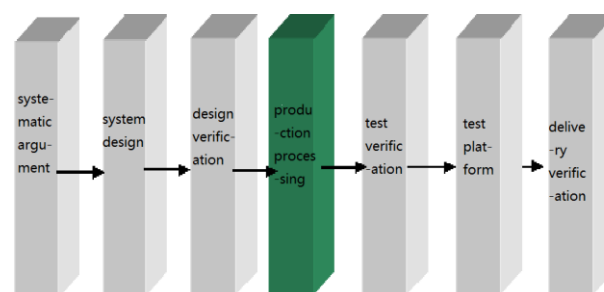 syste-
matic
argu-
ment
system
design
design
verific-
ation
produ
-ction
proces
-sing
test
verific
-ation
test
plat-
form
delive
-ry
verific
-ation